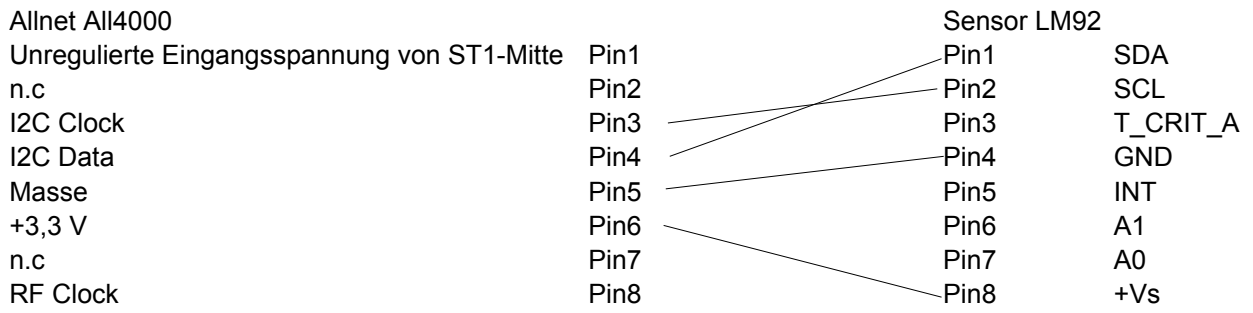 Allnet All4000 Sensor LM92
Unregulierte Eingangsspannung von ST1-Mitte Pin1 Pin1 SDA
n.c Pin2 Pin2 SCL
I2C Clock Pin3 Pin3 T_CRIT_A
I2C Data Pin4 Pin4 GND
Masse Pin5 Pin5 INT
+3,3 V Pin6 Pin6 A1
n.c Pin7 Pin7 A0
RF Clock Pin8 Pin8 +Vs